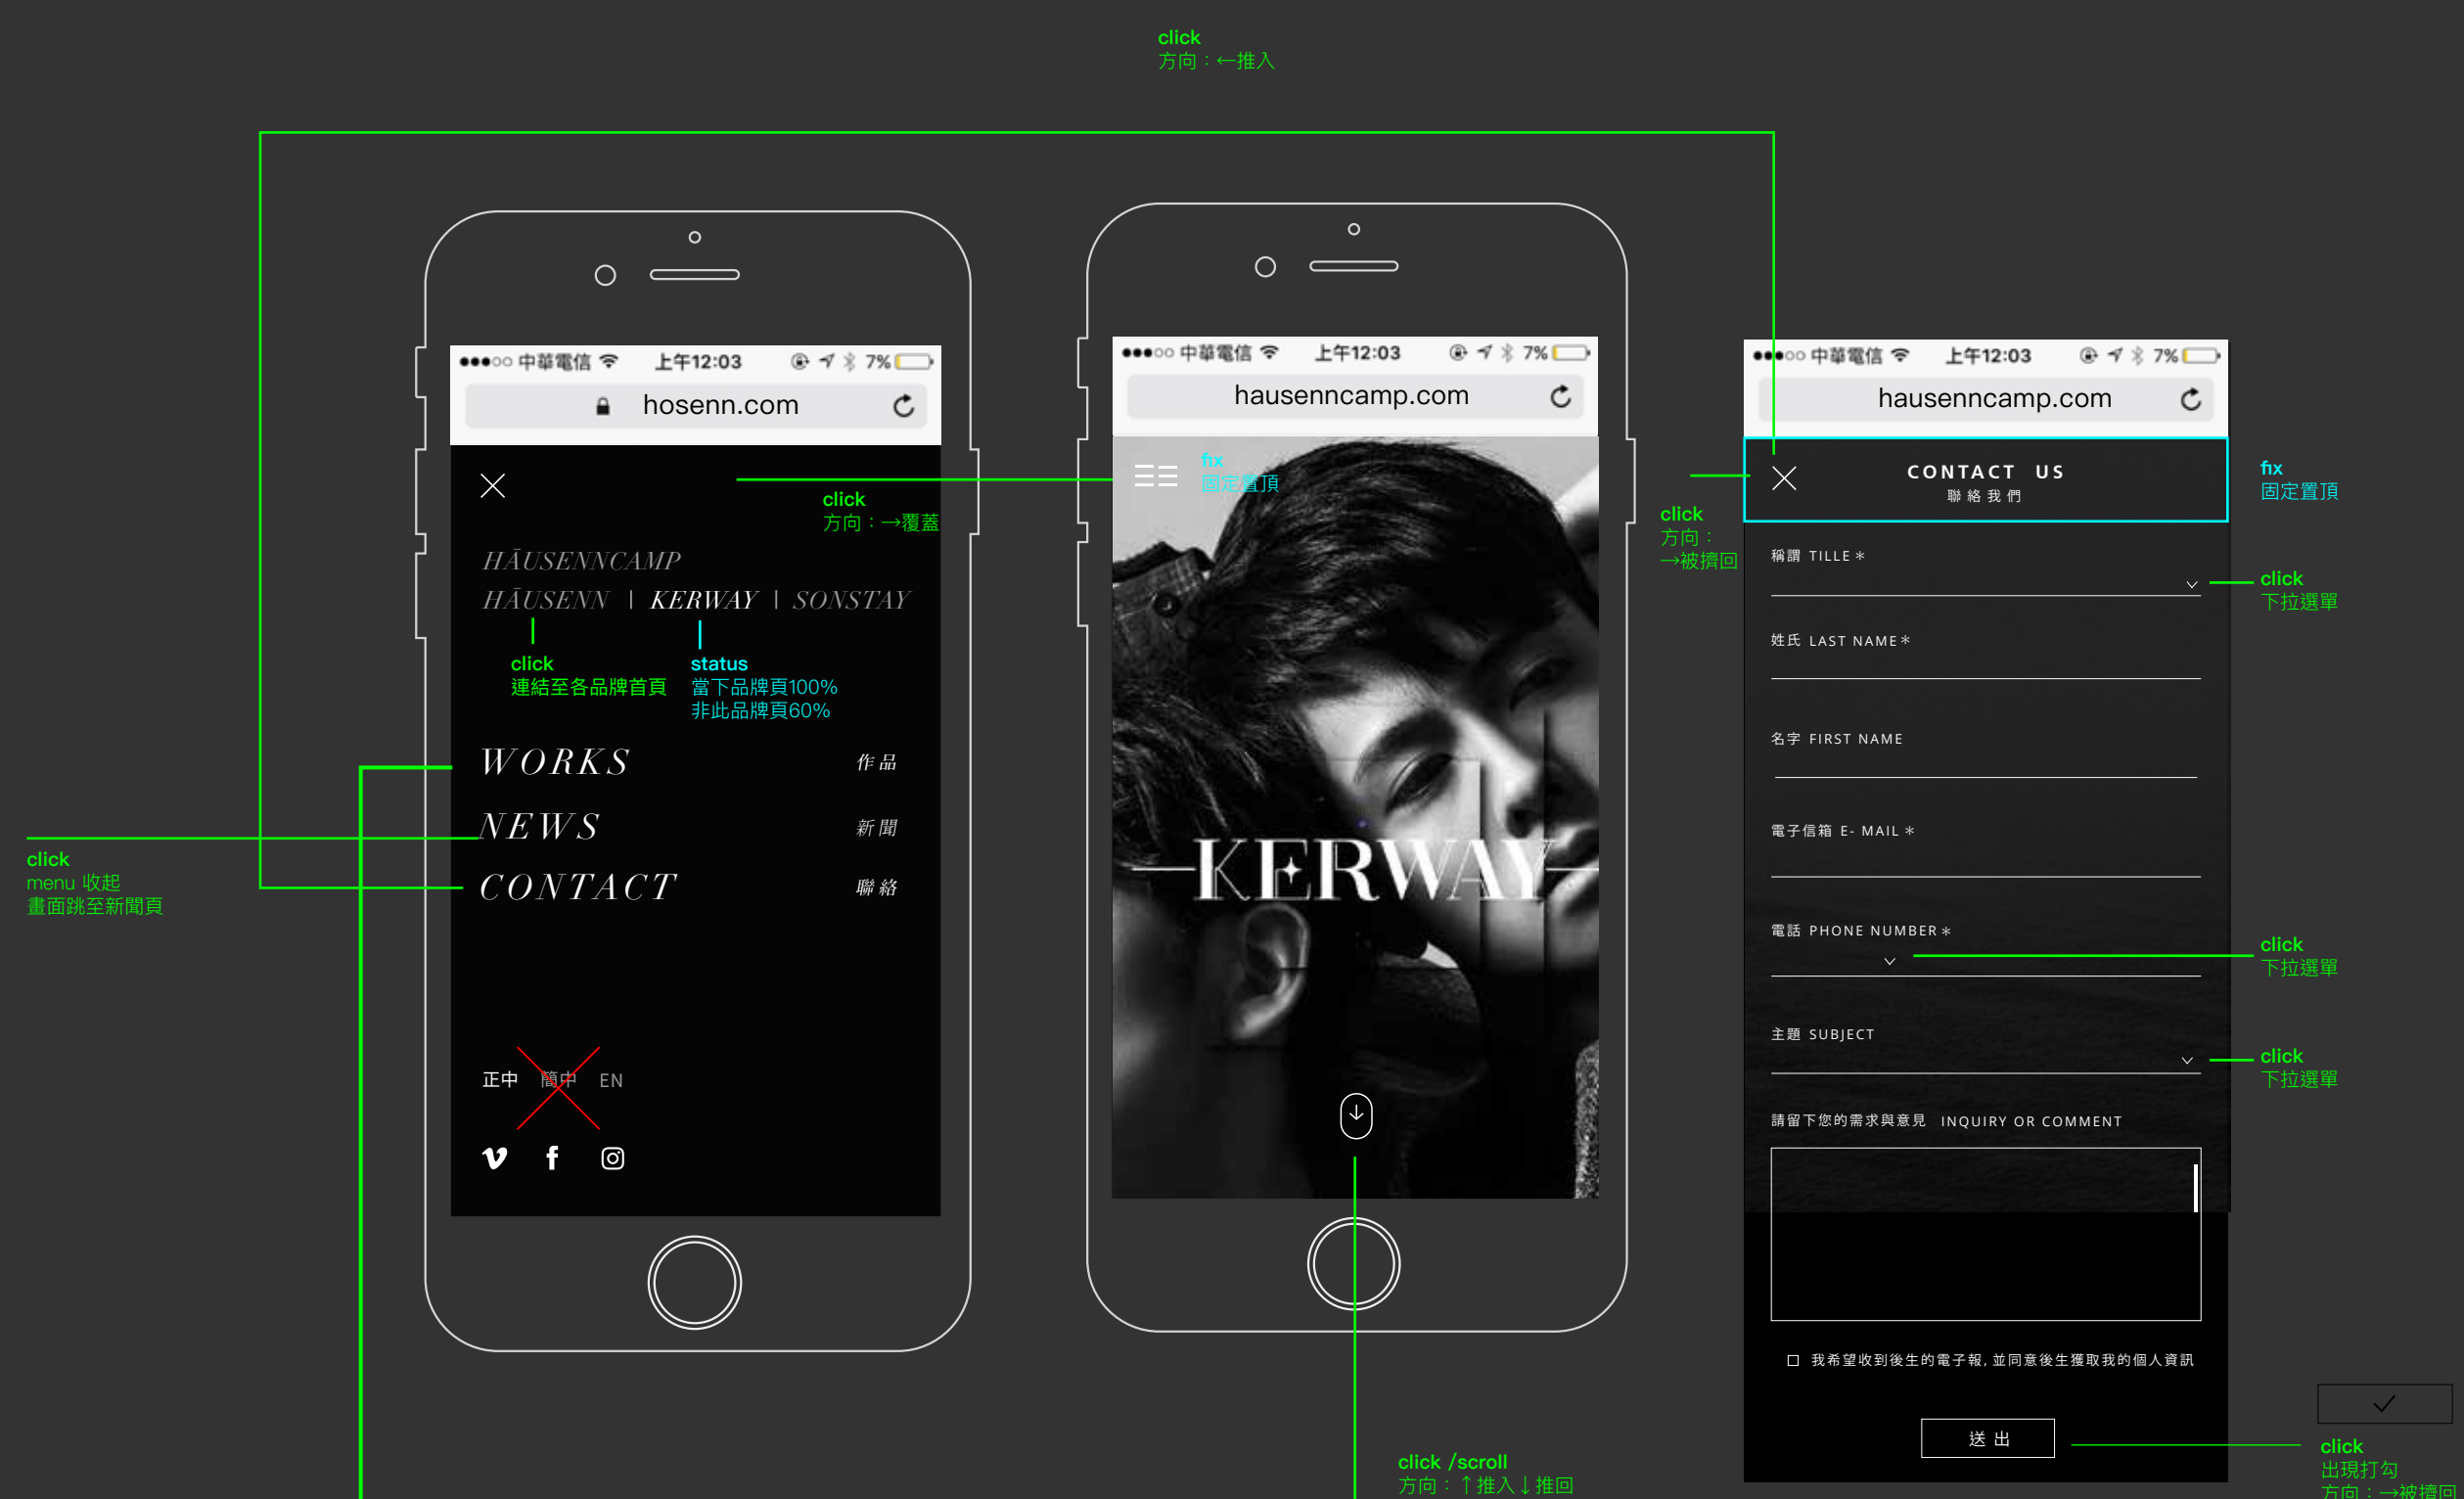 click
方向：←推入
中華電信 上午12:03 7%
hosenn.com
click
方向：→覆蓋
HĀUSENNCAMP
HĀUSENN | KERWAY | SONSTAY
click
連結至各品牌首頁
status
當下品牌頁100%
非此品牌頁60%
WORKS 作品
NEWS 新聞
CONTACT 聯絡
click
menu 收起
畫面跳至新聞頁
正中 簡中 EN
中華電信 上午12:03 7%
hausenncamp.com
fix
固定置頂
KERWAY
click /scroll
方向：↑推入↓推回
中華電信 上午12:03 7%
hausenncamp.com
click
方向：
→被擠回
CONTACT US
聯絡我們
fix
固定置頂
稱謂 TILLE＊
click
下拉選單
姓氏 LAST NAME＊
名字 FIRST NAME
電子信箱 E- MAIL＊
電話 PHONE NUMBER＊
click
下拉選單
主題 SUBJECT
click
下拉選單
請留下您的需求與意見 INQUIRY OR COMMENT
我希望收到後生的電子報, 並同意後生獲取我的個人資訊
送出
click
出現打勾
方向：→被擠回